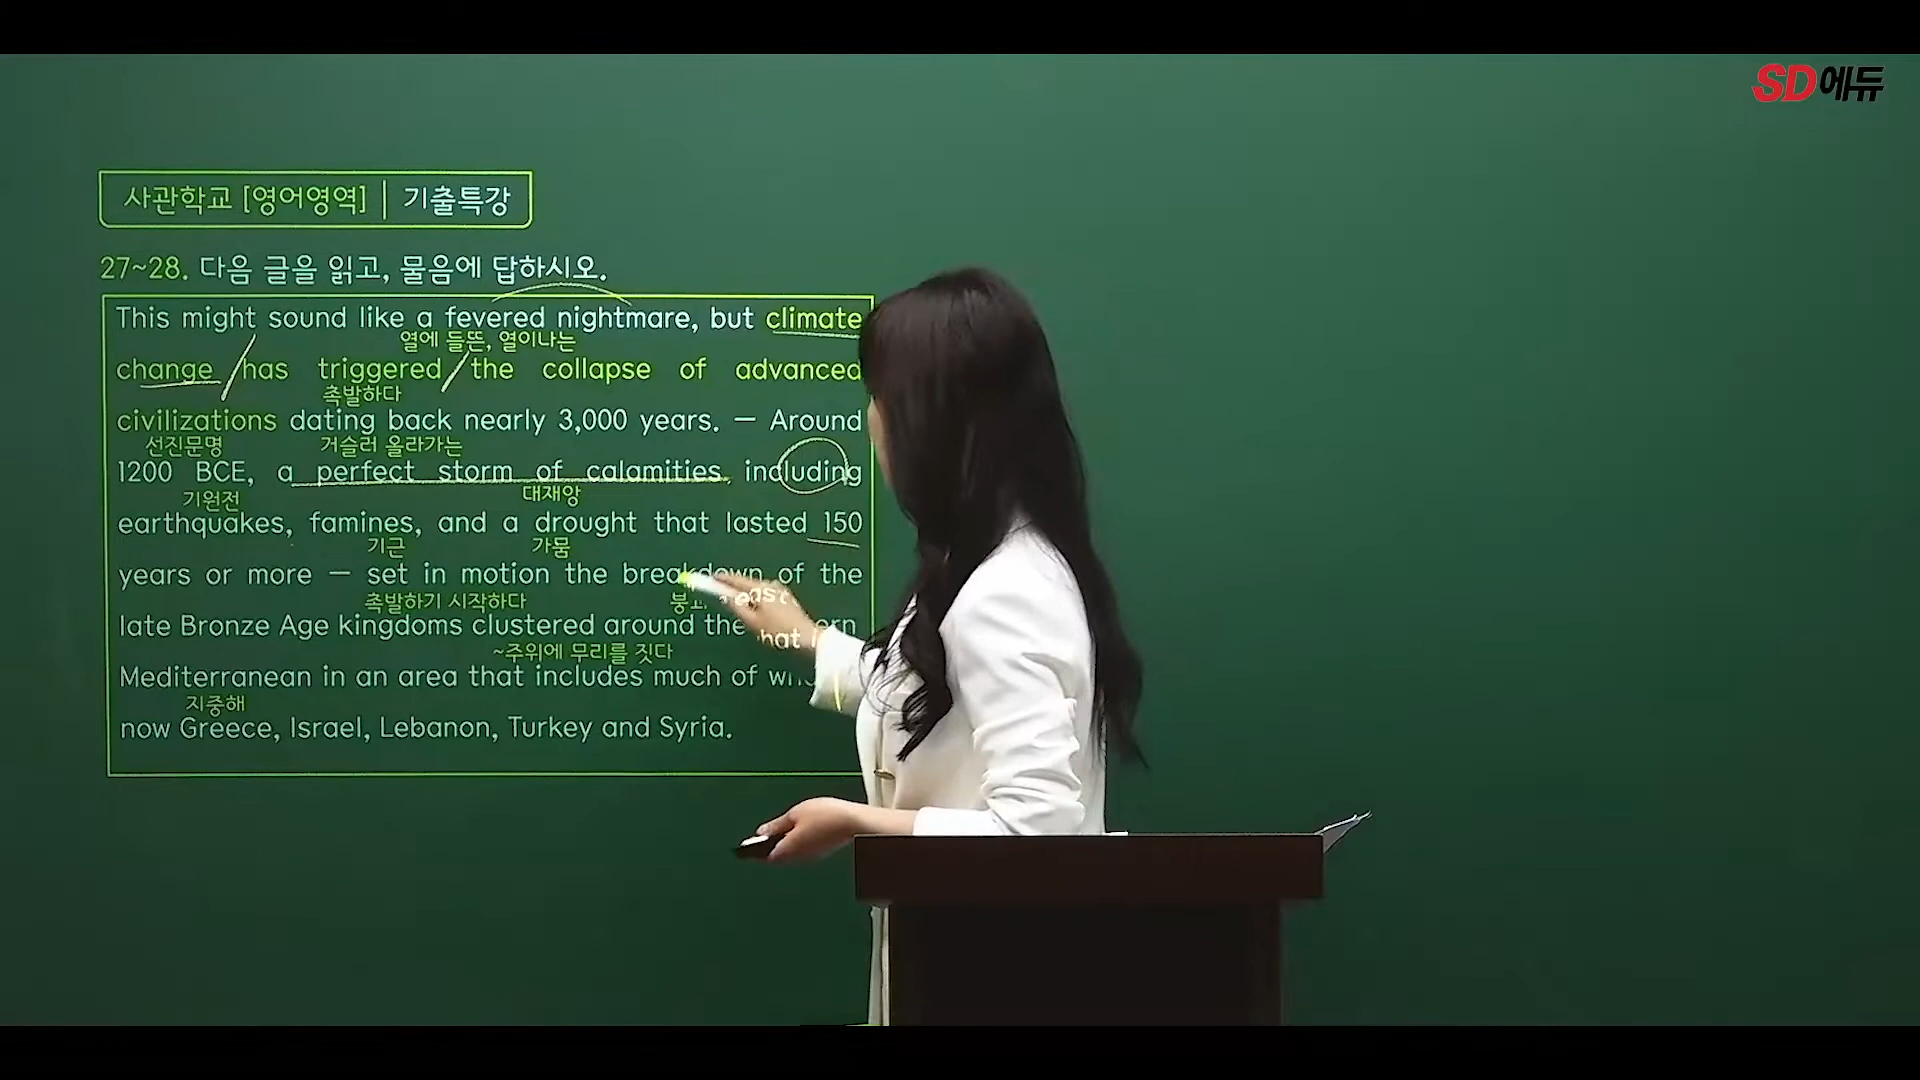 SD에듀
사관학교 [영어영역] | 기출특강
27~28. 다음 글을 읽고, 물음에 답하시오.
This might sound like a fevered nightmare, but climate
열에 들뜬, 열이나는
change has triggered the collapse of advanced
촉발하다
civilizations dating back nearly 3,000 years. — Around
선진문명 거슬러 올라가는
1200 BCE, a perfect storm of calamities including
기원전 대재앙
earthquakes, famines, and a drought that lasted 150
기근 가뭄
years or more — set in motion the breakdown of the
촉발하기 시작하다
late Bronze Age kingdoms clustered around the
~주위에 무리를 짓다
Mediterranean in an area that includes much of
지중해
now Greece, Israel, Lebanon, Turkey and Syria.